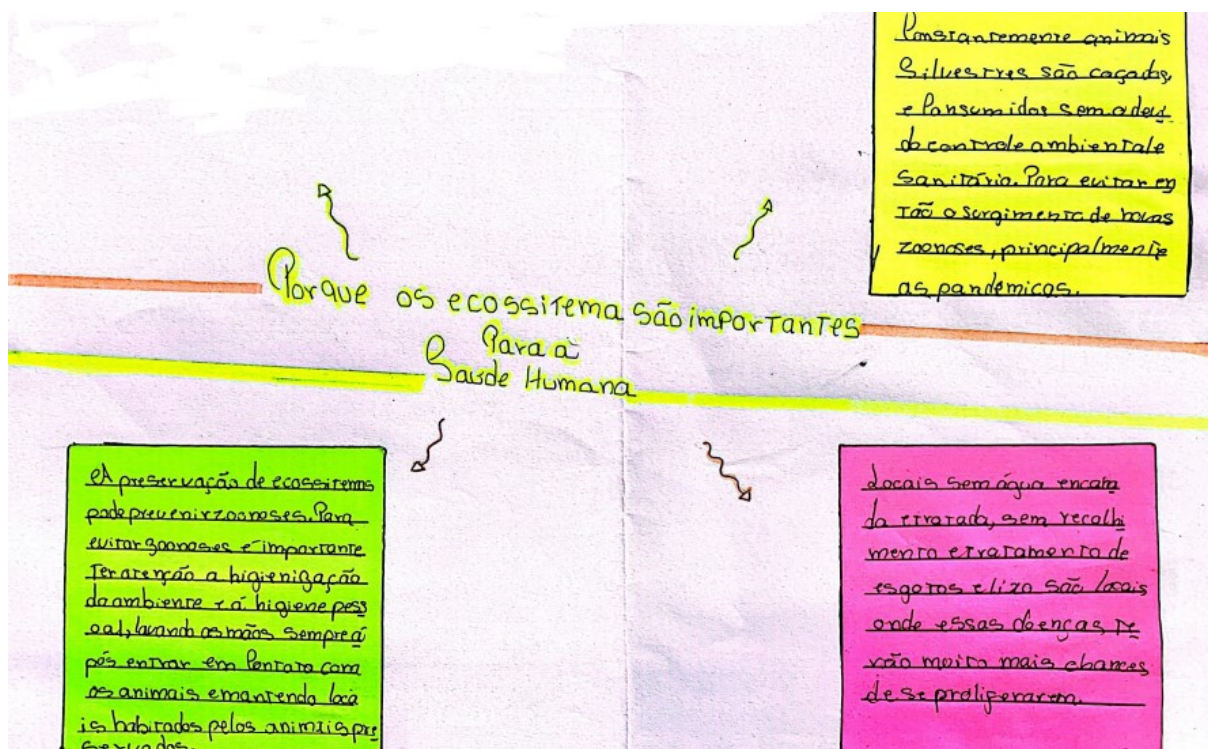 Constantemente animais
Silvestres são caçados,
e Consumidos sem o devi
do controle ambiental e
Sanitário. Para evitar en
tão o surgimento de novas
zoonoses, principalmente
as pandêmicas.
Porque os ecossitema são importantes
Para a
Saude Humana
A preservação de ecossitemas
pode prevenir zoonoses. Para
evitar zoonoses é importante
Ter atenção a higienização
do ambiente e á higiene pess
oal, lavando as mãos sempre á
pós entrar em Contato com
os animais e mantendo loca
is habitados pelos animais pre
servados.
Locais sem água encana
da e tratada, sem recolhi
mento e tratamento de
esgotos e lixo são locais
onde essas doenças te
rão muito mais chances
de se proliferarem.